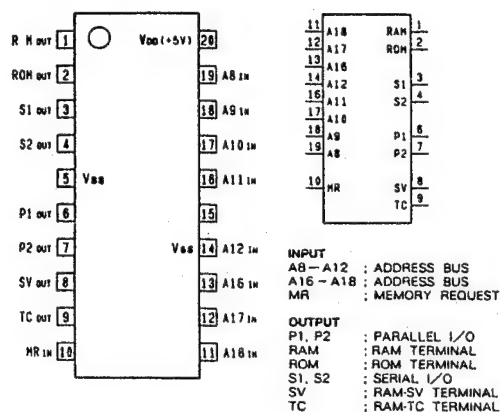 R M OUT 1 VDD (+5V) 20
ROM OUT 2 19 A8 IN
S1 OUT 3 18 A9 IN
S2 OUT 4 17 A10 IN
5 Vss 16 A11 IN
P1 OUT 6 15
P2 OUT 7 Vss 14 A12 IN
SV OUT 8 13 A16 IN
TC OUT 9 12 A17 IN
MR IN 10 11 A18 IN
11 A18 RAM 1
12 A17 ROM 2
13 A16
14 A12 S1 3
16 A11 S2 4
17 A10
18 A9 P1 6
19 A8 P2 7
10 MR SV 8
TC 9
INPUT
A8-A12 ; ADDRESS BUS
A16-A18 ; ADDRESS BUS
MR ; MEMORY REQUEST
OUTPUT
P1, P2 ; PARALLEL I/O
RAM ; RAM TERMINAL
ROM ; ROM TERMINAL
S1, S2 ; SERIAL I/O
SV ; RAM-SV TERMINAL
TC ; RAM-TC TERMINAL